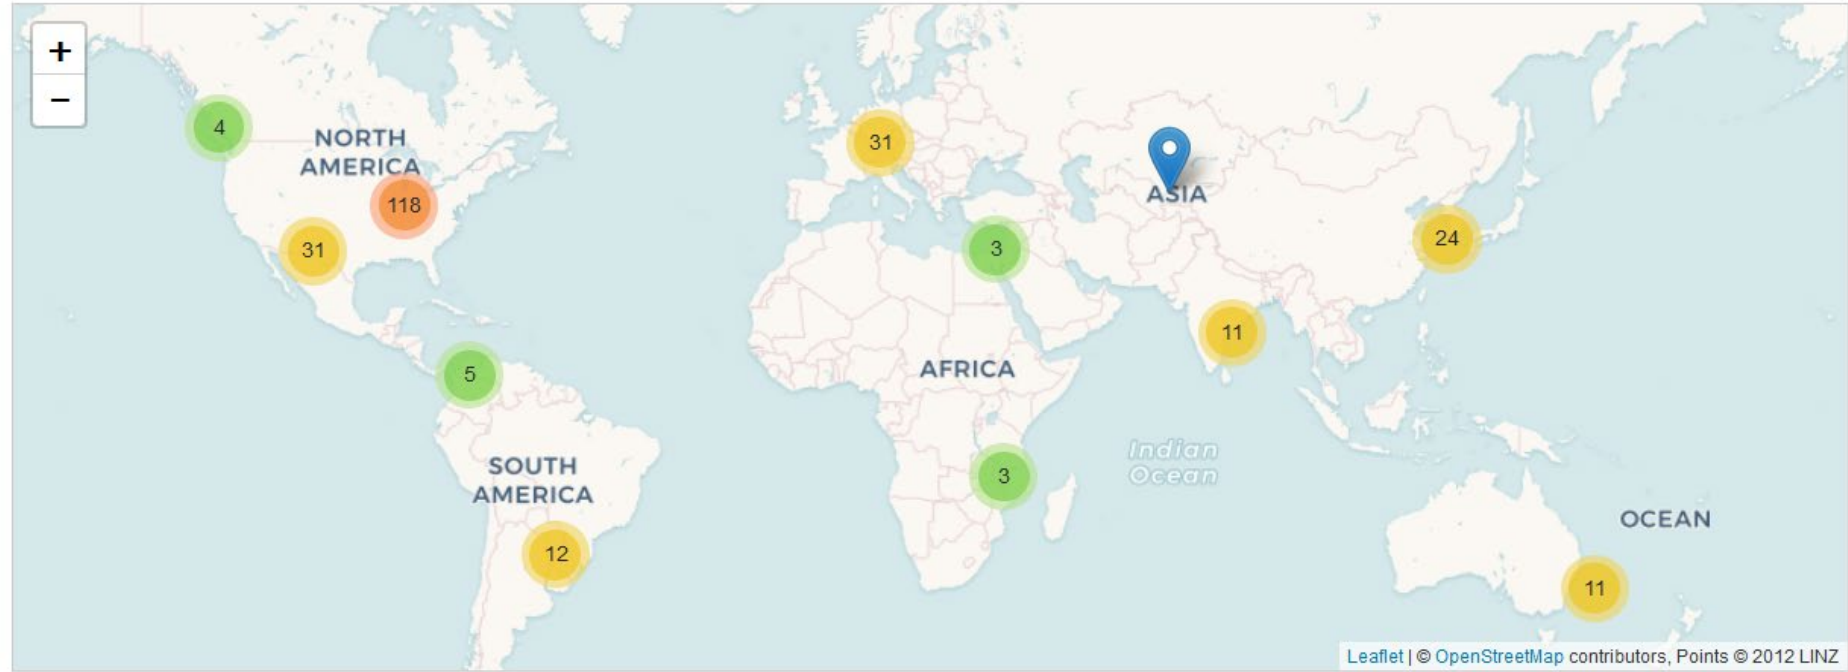 +
−
4
NORTH
AMERICA
118
31
31
ASIA
3
24
11
5
AFRICA
SOUTH
AMERICA
12
3
Indian
Ocean
OCEAN
11
Leaflet | © OpenStreetMap contributors, Points © 2012 LINZ